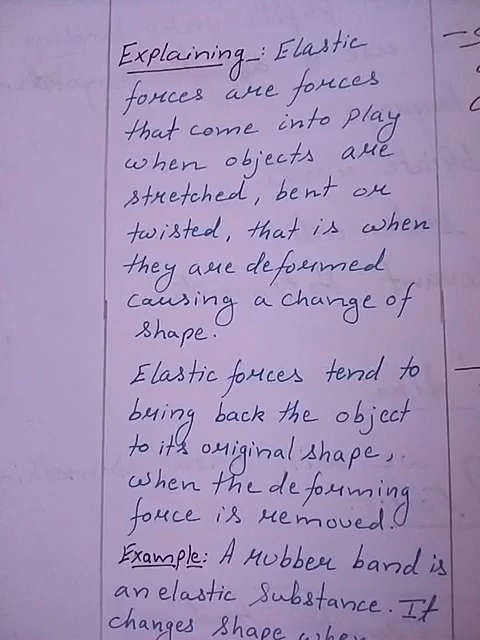 Explaining: Elastic
forces are forces
that come into play
when objects are
stretched, bent or
twisted, that is when
they are deformed
causing a change of
shape.
Elastic forces tend to
bring back the object
to its original shape,
when the deforming
force is removed.
Example: A rubber band is
an elastic substance. It
changes shape when